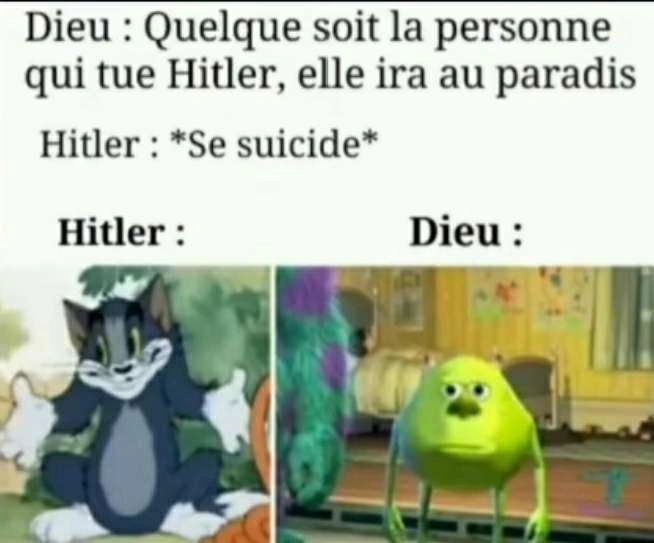 Dieu : Quelque soit la personne
qui tue Hitler, elle ira au paradis
Hitler : *Se suicide*
Hitler :
Dieu :